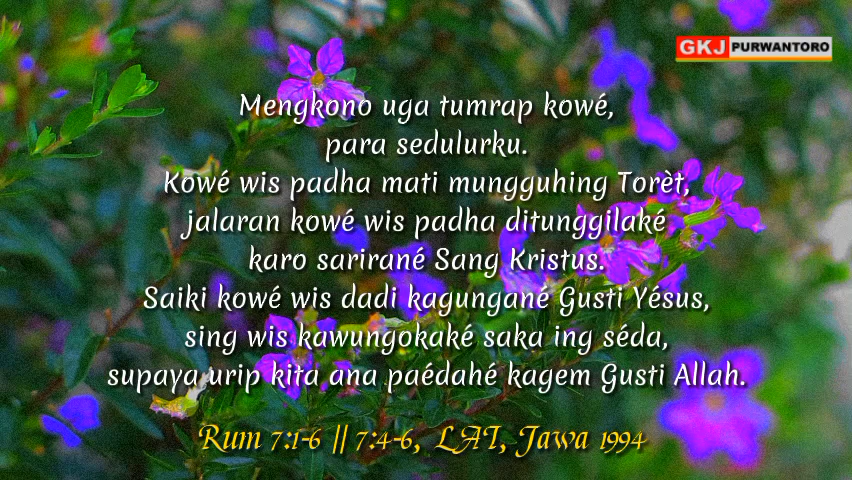 GKJ PURWANTORO
Mengkono uga tumrap kowé,
para sedulurku.
Kowé wis padha mati mungguhing Torèt,
jalaran kowé wis padha ditunggilaké
karo sarirané Sang Kristus.
Saiki kowé wis dadi kagungané Gusti Yésus,
sing wis kawungokaké saka ing séda,
supaya urip kita ana paédahé kagem Gusti Allah.
Rum 7:1-6 || 7:4-6, LAI, Jawa 1994